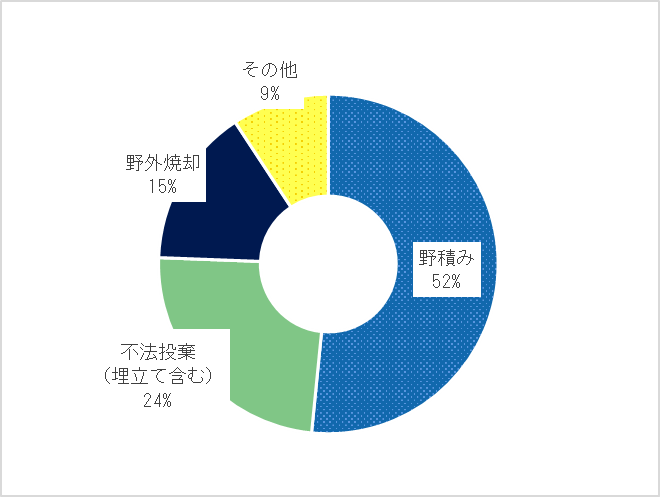 その他
9%
野外焼却
15%
野積み
52%
不法投棄
（埋立て含む）
24%